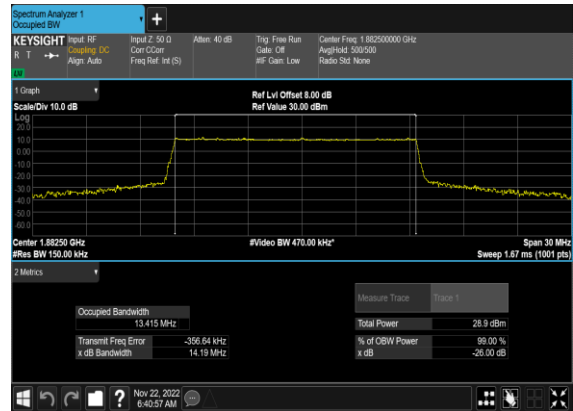 Spectrum Analyzer 1
Occupied BW
KEYSIGHT
R T
LW
Input: RF
Coupling: DC
Align: Auto
Input Z: 50 Ω
Corr CCorr
Freq Ref: Int (S)
Atten: 40 dB
Trig: Free Run
Gate: Off
#IF Gain: Low
Center Freq: 1.882500000 GHz
Avg|Hold: 500/500
Radio Std: None
1 Graph
Scale/Div 10.0 dB
Ref Lvl Offset 8.00 dB
Ref Value 30.00 dBm
Log
20.0
10.0
0.00
-10.0
-20.0
-30.0
-40.0
-50.0
-60.0
Center 1.88250 GHz
#Video BW 470.00 kHz*
Span 30 MHz
#Res BW 150.00 kHz
Sweep 1.67 ms (1001 pts)
2 Metrics
Measure Trace
Trace 1
Occupied Bandwidth
13.415 MHz
Total Power
28.9 dBm
Transmit Freq Error
-356.64 kHz
% of OBW Power
99.00 %
x dB Bandwidth
14.19 MHz
x dB
-26.00 dB
?
Nov 22, 2022
6:40:57 AM